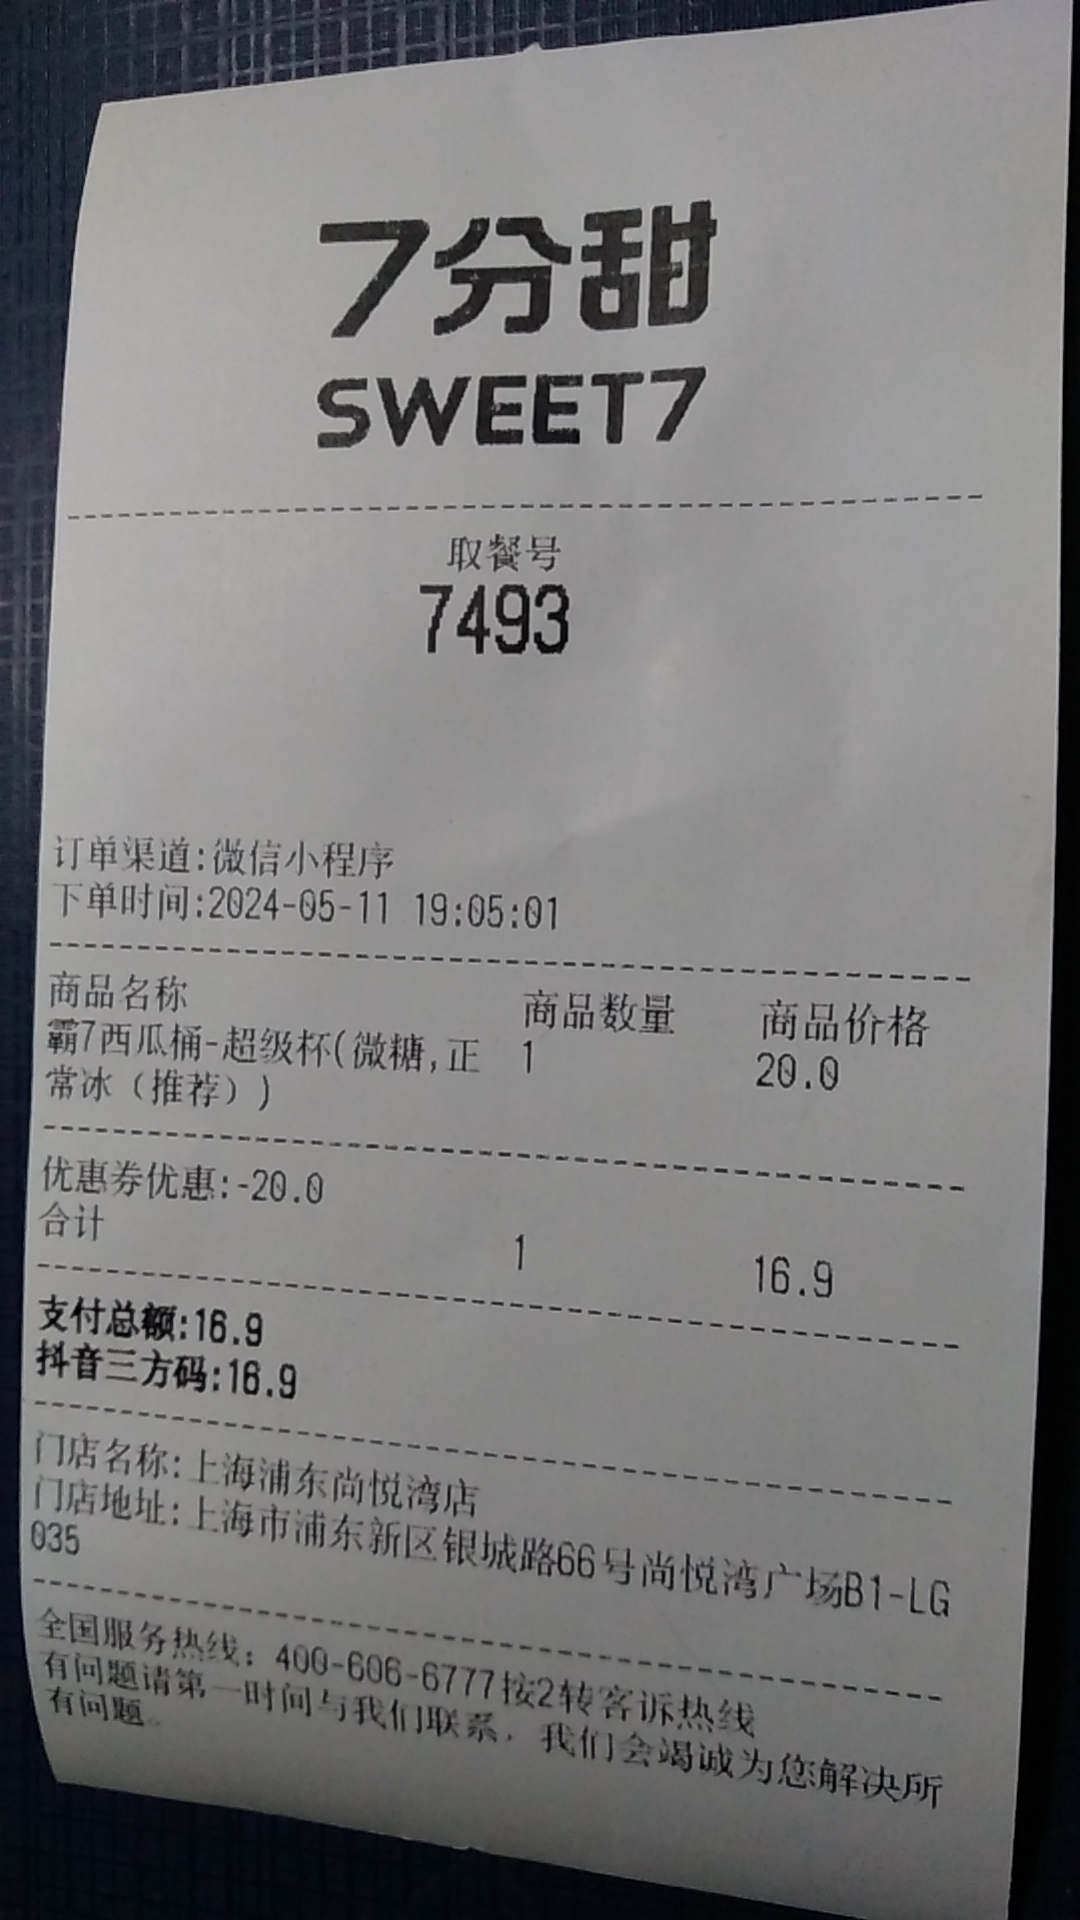 7分甜
SWEET7
取餐号
7493
订单渠道:微信小程序
下单时间:2024-05-11 19:05:01
商品名称 商品数量 商品价格
霸7西瓜桶-超级杯(微糖,正 1 20.0
常冰（推荐）)
优惠券优惠:-20.0
合计 1 16.9
支付总额:16.9
抖音三方码:16.9
门店名称:上海浦东尚悦湾店
门店地址:上海市浦东新区银城路66号尚悦湾广场B1-LG
035
全国服务热线：400-606-6777按2转客诉热线
有问题请第一时间与我们联系，我们会竭诚为您解决所
有问题。